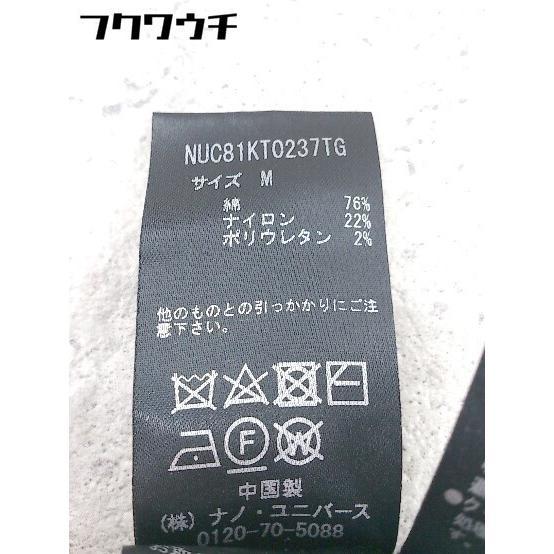 フクワウチ
NUC81KT0237TG
サイズ M
綿 76%
ナイロン 22%
ポリウレタン 2%
他のものとの引っかかりにご注
意下さい。
F
W
中国製
(株) ナノ・ユニバース
0120-70-5088